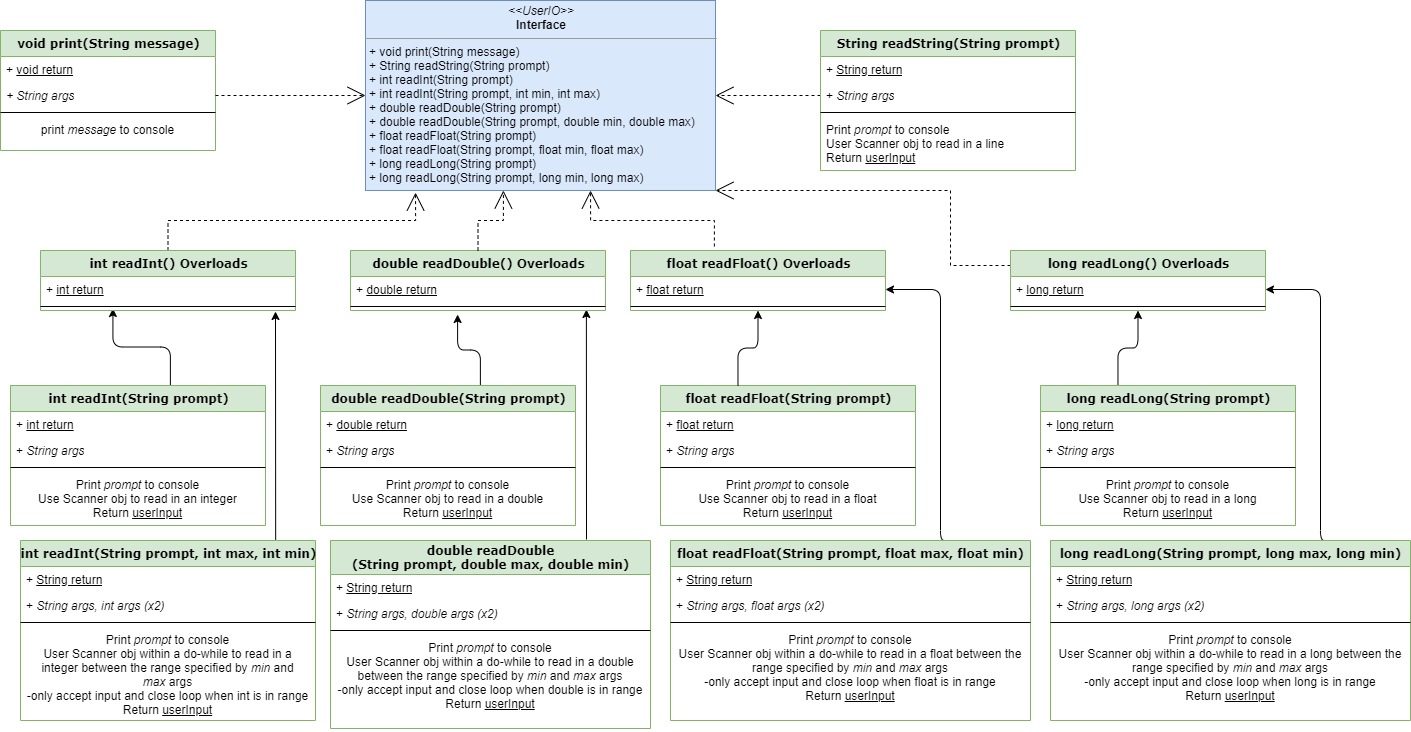 <<UserIO>>
Interface
+ void print(String message)
+ String readString(String prompt)
+ int readInt(String prompt)
+ int readInt(String prompt, int min, int max)
+ double readDouble(String prompt)
+ double readDouble(String prompt, double min, double max)
+ float readFloat(String prompt)
+ float readFloat(String prompt, float min, float max)
+ long readLong(String prompt)
+ long readLong(String prompt, long min, long max)
void print(String message)
+ void return
+ String args
print message to console
String readString(String prompt)
+ String return
+ String args
Print prompt to console
User Scanner obj to read in a line
Return userInput
int readInt() Overloads
+ int return
double readDouble() Overloads
+ double return
float readFloat() Overloads
+ float return
long readLong() Overloads
+ long return
int readInt(String prompt)
+ int return
+ String args
Print prompt to console
Use Scanner obj to read in an integer
Return userInput
double readDouble(String prompt)
+ double return
+ String args
Print prompt to console
Use Scanner obj to read in a double
Return userInput
float readFloat(String prompt)
+ float return
+ String args
Print prompt to console
Use Scanner obj to read in a float
Return userInput
long readLong(String prompt)
+ long return
+ String args
Print prompt to console
Use Scanner obj to read in a long
Return userInput
int readInt(String prompt, int max, int min)
+ String return
+ String args, int args (x2)
Print prompt to console
User Scanner obj within a do-while to read in a
integer between the range specified by min and
max args
-only accept input and close loop when int is in range
Return userInput
double readDouble
(String prompt, double max, double min)
+ String return
+ String args, double args (x2)
Print prompt to console
User Scanner obj within a do-while to read in a double
between the range specified by min and max args
-only accept input and close loop when double is in range
Return userInput
float readFloat(String prompt, float max, float min)
+ String return
+ String args, float args (x2)
Print prompt to console
User Scanner obj within a do-while to read in a float between the
range specified by min and max args
-only accept input and close loop when float is in range
Return userInput
long readLong(String prompt, long max, long min)
+ String return
+ String args, long args (x2)
Print prompt to console
User Scanner obj within a do-while to read in a long between the
range specified by min and max args
-only accept input and close loop when long is in range
Return userInput